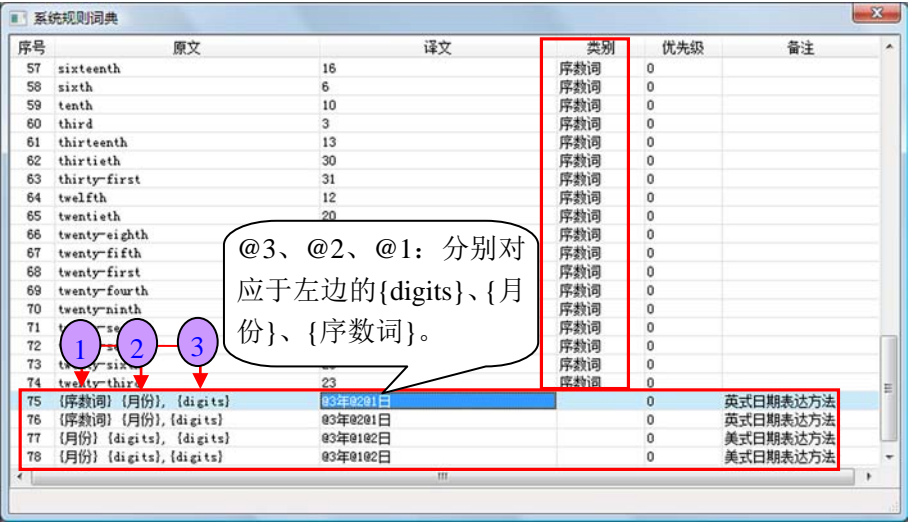 系统规则词典
序号 原文 译文 类别 优先级 备注
57 sixteenth 16 序数词 0
58 sixth 6 序数词 0
59 tenth 10 序数词 0
60 third 3 序数词 0
61 thirteenth 13 序数词 0
62 thirtieth 30 序数词 0
63 thirty-first 31 序数词 0
64 twelfth 12 序数词 0
65 twentieth 20 序数词 0
66 twenty-eighth 序数词 0
67 twenty-fifth 序数词 0
68 twenty-first 序数词 0
69 twenty-fourth 序数词 0
70 twenty-ninth 序数词 0
71 序数词 0
72 序数词 0
73 序数词 0
74 twenty-third 23 序数词 0
@3、@2、@1：分别对
应于左边的{digits}、{月
份}、{序数词}。
1 2 3
75 {序数词} {月份}, {digits} @3年@2@1日 0 英式日期表达方法
76 {序数词} {月份},{digits} @3年@2@1日 0 英式日期表达方法
77 {月份} {digits}, {digits} @3年@1@2日 0 美式日期表达方法
78 {月份} {digits},{digits} @3年@1@2日 0 美式日期表达方法